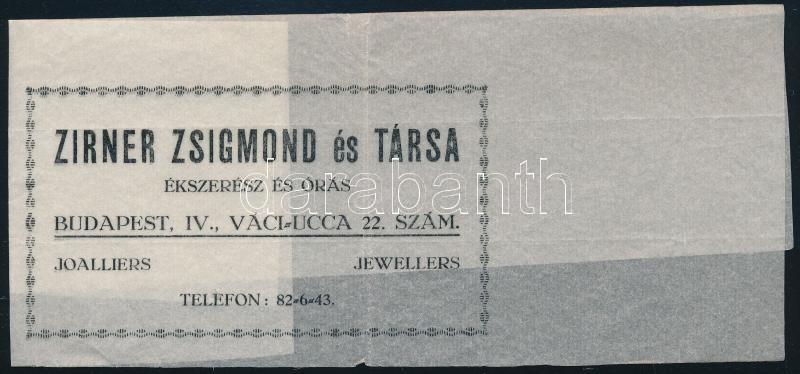 ZIRNER ZSIGMOND és TÁRSA
ÉKSZERÉSZ ÉS ÓRÁS
BUDAPEST, IV., VÁCI-UCCA 22. SZÁM.
JOALLIERS JEWELLERS
TELEFON: 82-6-43.
darabanth